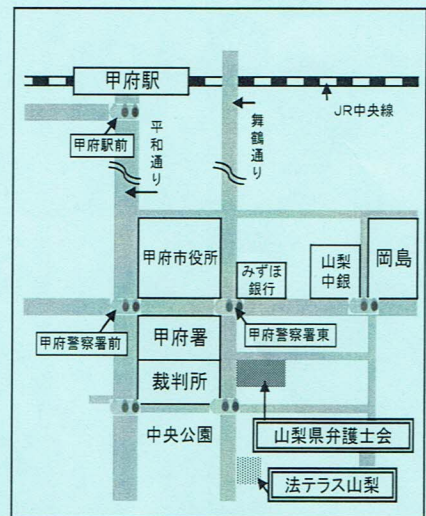 甲府駅
JR中央線
甲府駅前
平和通り
舞鶴通り
甲府市役所
みずほ
銀行
山梨
中銀
岡島
甲府警察署前
甲府署
甲府警察署東
裁判所
中央公園
山梨県弁護士会
法テラス山梨